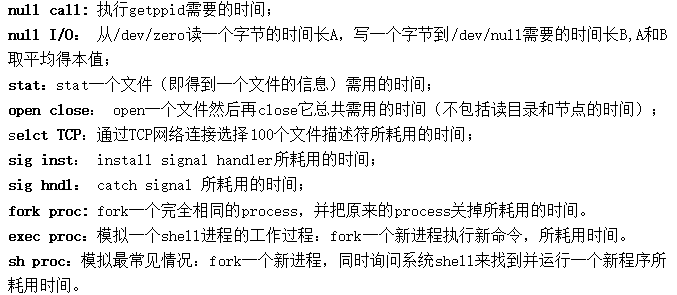 null call: 执行getppid需要的时间;
null I/O: 从/dev/zero读一个字节的时间长A，写一个字节到/dev/null需要的时间长B,A和B
取平均得本值;
stat: stat一个文件（即得到一个文件的信息）需用的时间;
open close: open一个文件然后再close它总共需用的时间（不包括读目录和节点的时间）;
selct TCP: 通过TCP网络连接选择100个文件描述符所耗用的时间;
sig inst: install signal handler所耗用的时间;
sig hndl: catch signal 所耗用的时间;
fork proc: fork一个完全相同的process，并把原来的process关掉所耗用的时间。
exec proc: 模拟一个shell进程的工作过程: fork一个新进程执行新命令，所耗用时间。
sh proc: 模拟最常见情况: fork一个新进程，同时询问系统shell来找到并运行一个新程序所
耗用时间。